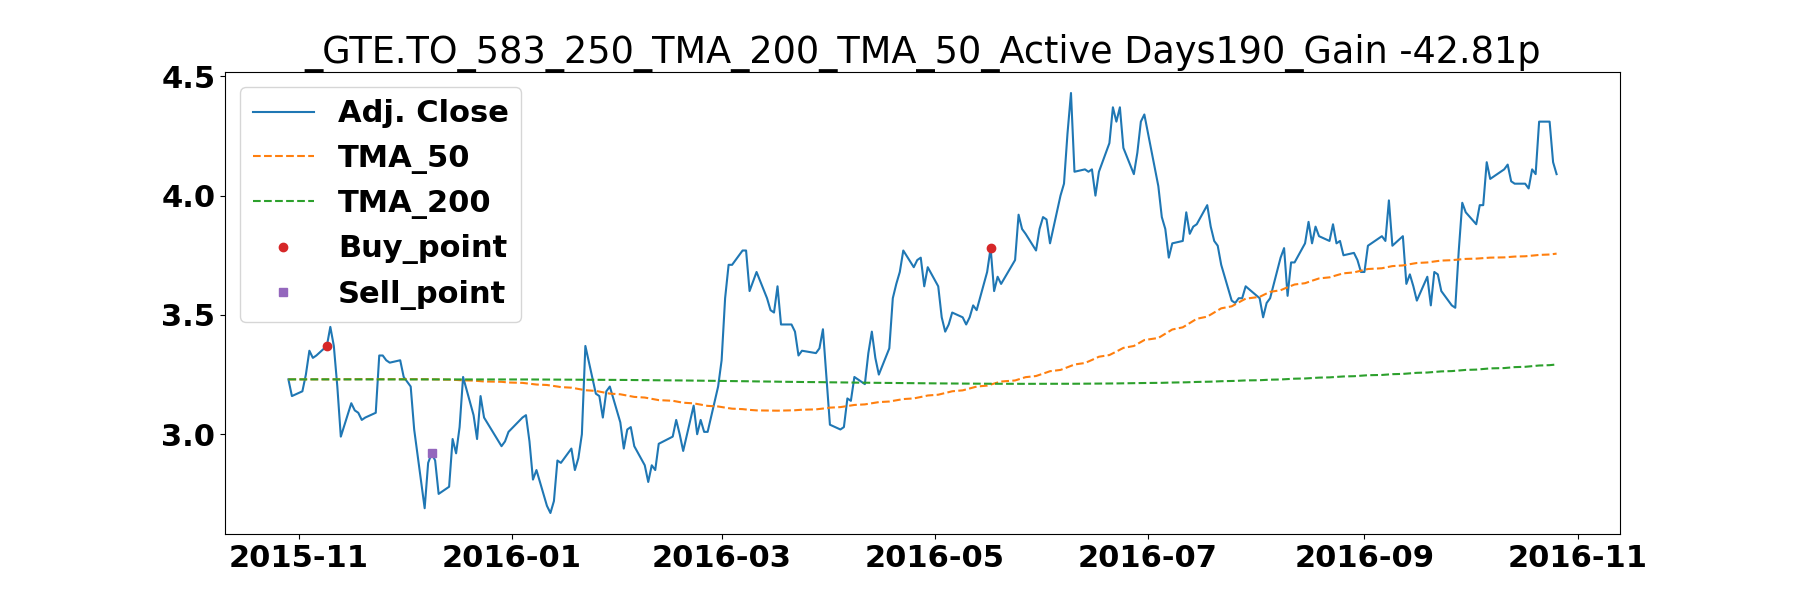 _GTE.TO_583_250_TMA_200_TMA_50_Active Days190_Gain -42.81p
4.5
4.0
3.5
3.0
Adj. Close
TMA_50
TMA_200
Buy_point
Sell_point
2015-11 2016-01 2016-03 2016-05 2016-07 2016-09 2016-11